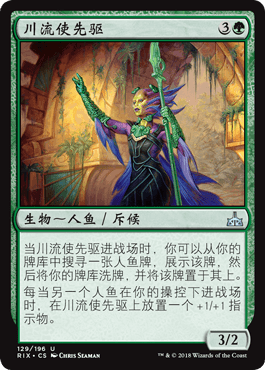 川流使先驱 3
生物～人鱼／斥候
当川流使先驱进战场时，你可以从你的
牌库中搜寻一张人鱼牌，展示该牌，然
后将你的牌库洗牌，并将该牌置于其上。
每当另一个人鱼在你的操控下进战场
时，在川流使先驱上放置一个+1/+1指
示物。
3/2
129/196 U
RIX • CS CHRIS SEAMAN
™ & © 2018 Wizards of the Coast